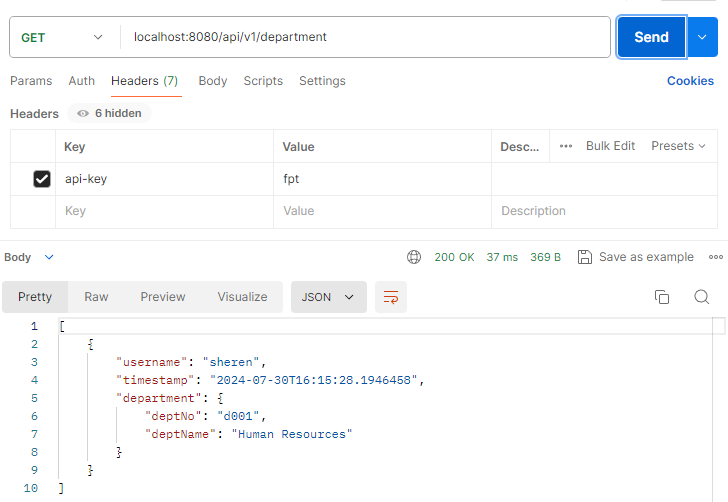 GET localhost:8080/api/v1/department Send
Params Auth Headers (7) Body Scripts Settings Cookies
Headers 6 hidden
Key Value Desc... Bulk Edit Presets
api-key fpt
Key Value Description
Body 200 OK 37 ms 369 B Save as example
Pretty Raw Preview Visualize JSON
1 [
2 {
3 "username": "sheren",
4 "timestamp": "2024-07-30T16:15:28.1946458",
5 "department": {
6 "deptNo": "d001",
7 "deptName": "Human Resources"
8 }
9 }
10 ]